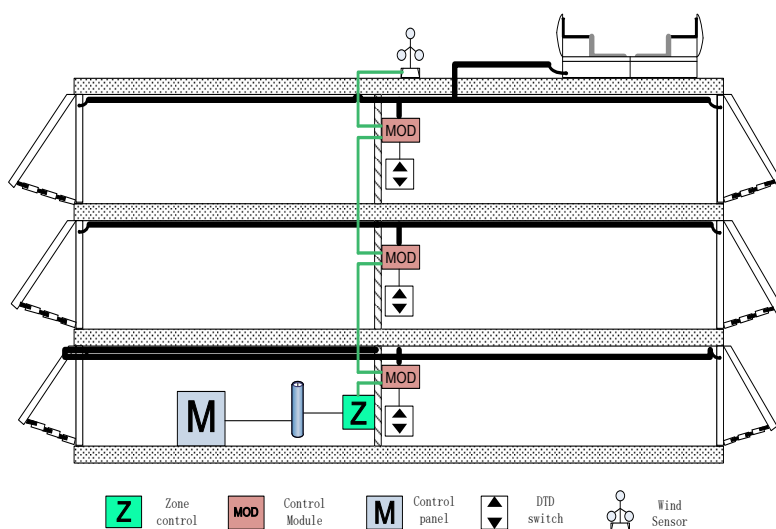 MOD
MOD
MOD
M
Z
Z
Zone
control
MOD
Control
Module
M
Control
panel
DTD
switch
Wind
Sensor